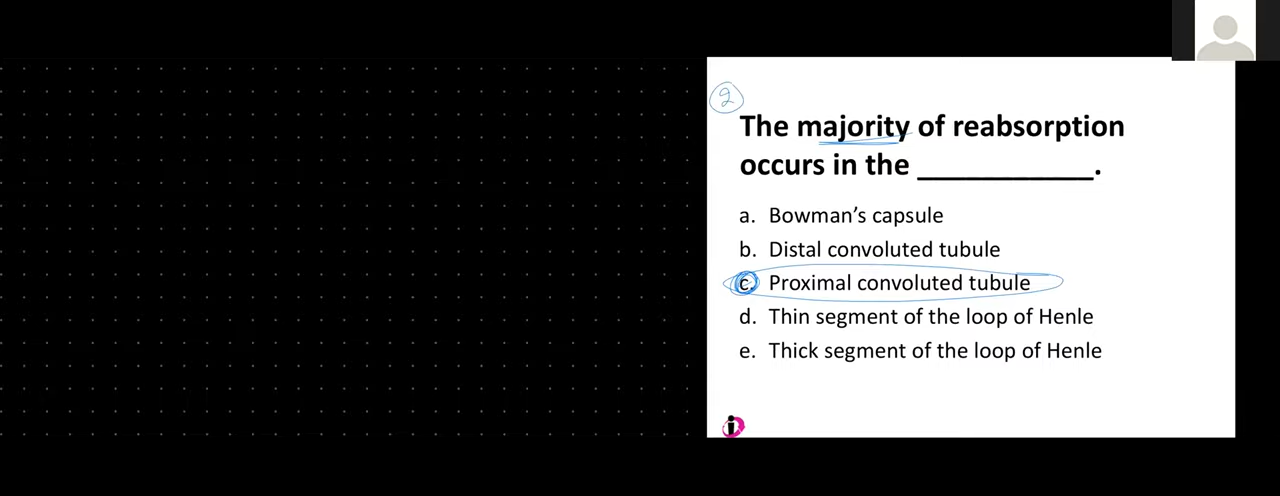 2
The majority of reabsorption
occurs in the ___________.
a. Bowman’s capsule
b. Distal convoluted tubule
c. Proximal convoluted tubule
d. Thin segment of the loop of Henle
e. Thick segment of the loop of Henle
i